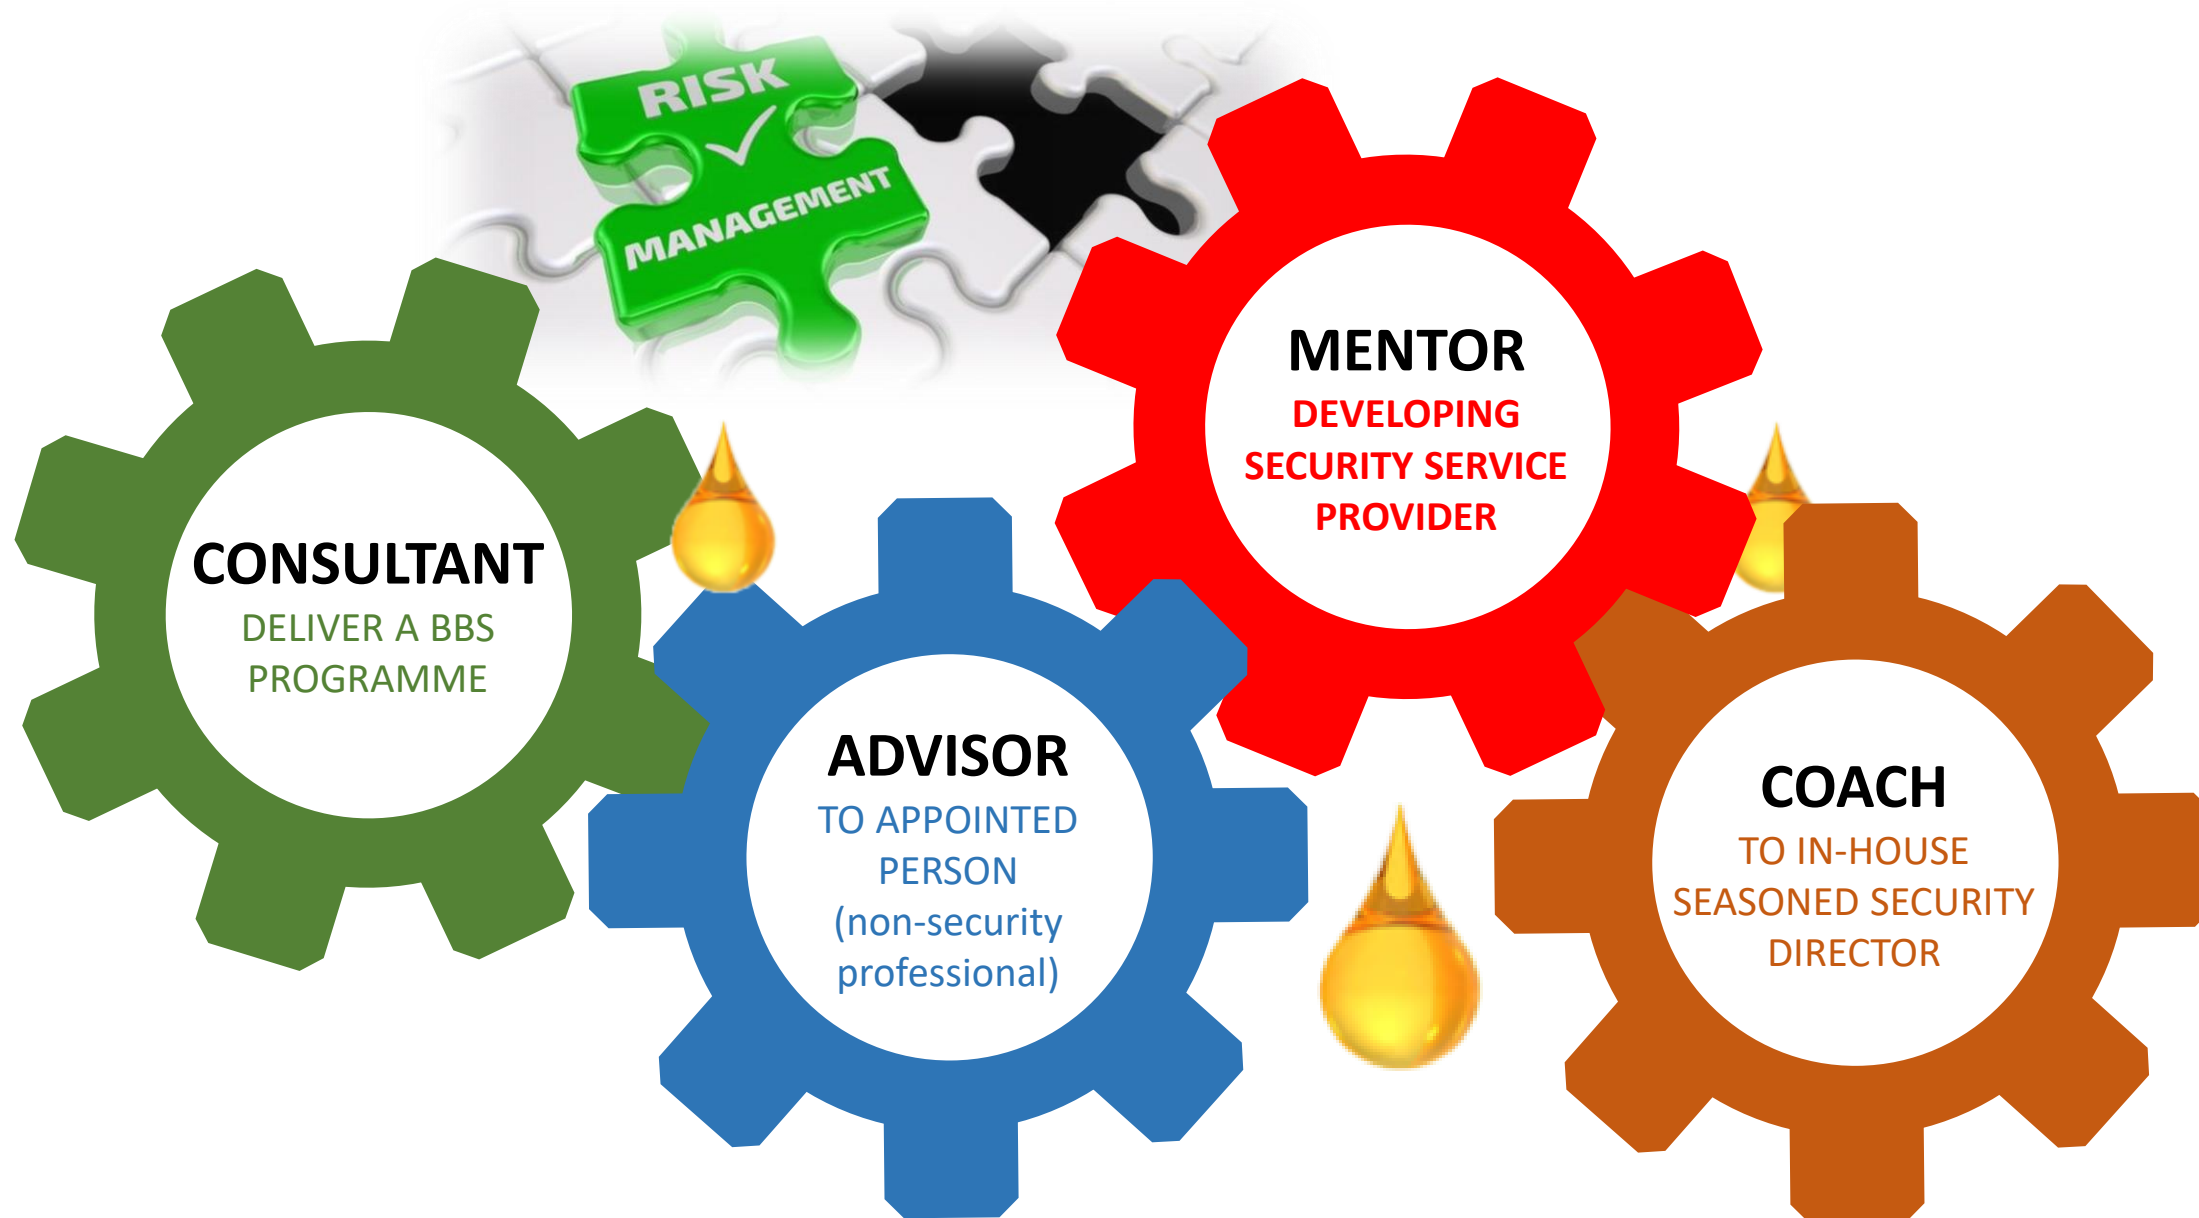 RISK
MANAGEMENT
MENTOR
DEVELOPING
SECURITY SERVICE
PROVIDER
CONSULTANT
DELIVER A BBS
PROGRAMME
ADVISOR
TO APPOINTED
PERSON
(non-security
professional)
COACH
TO IN-HOUSE
SEASONED SECURITY
DIRECTOR